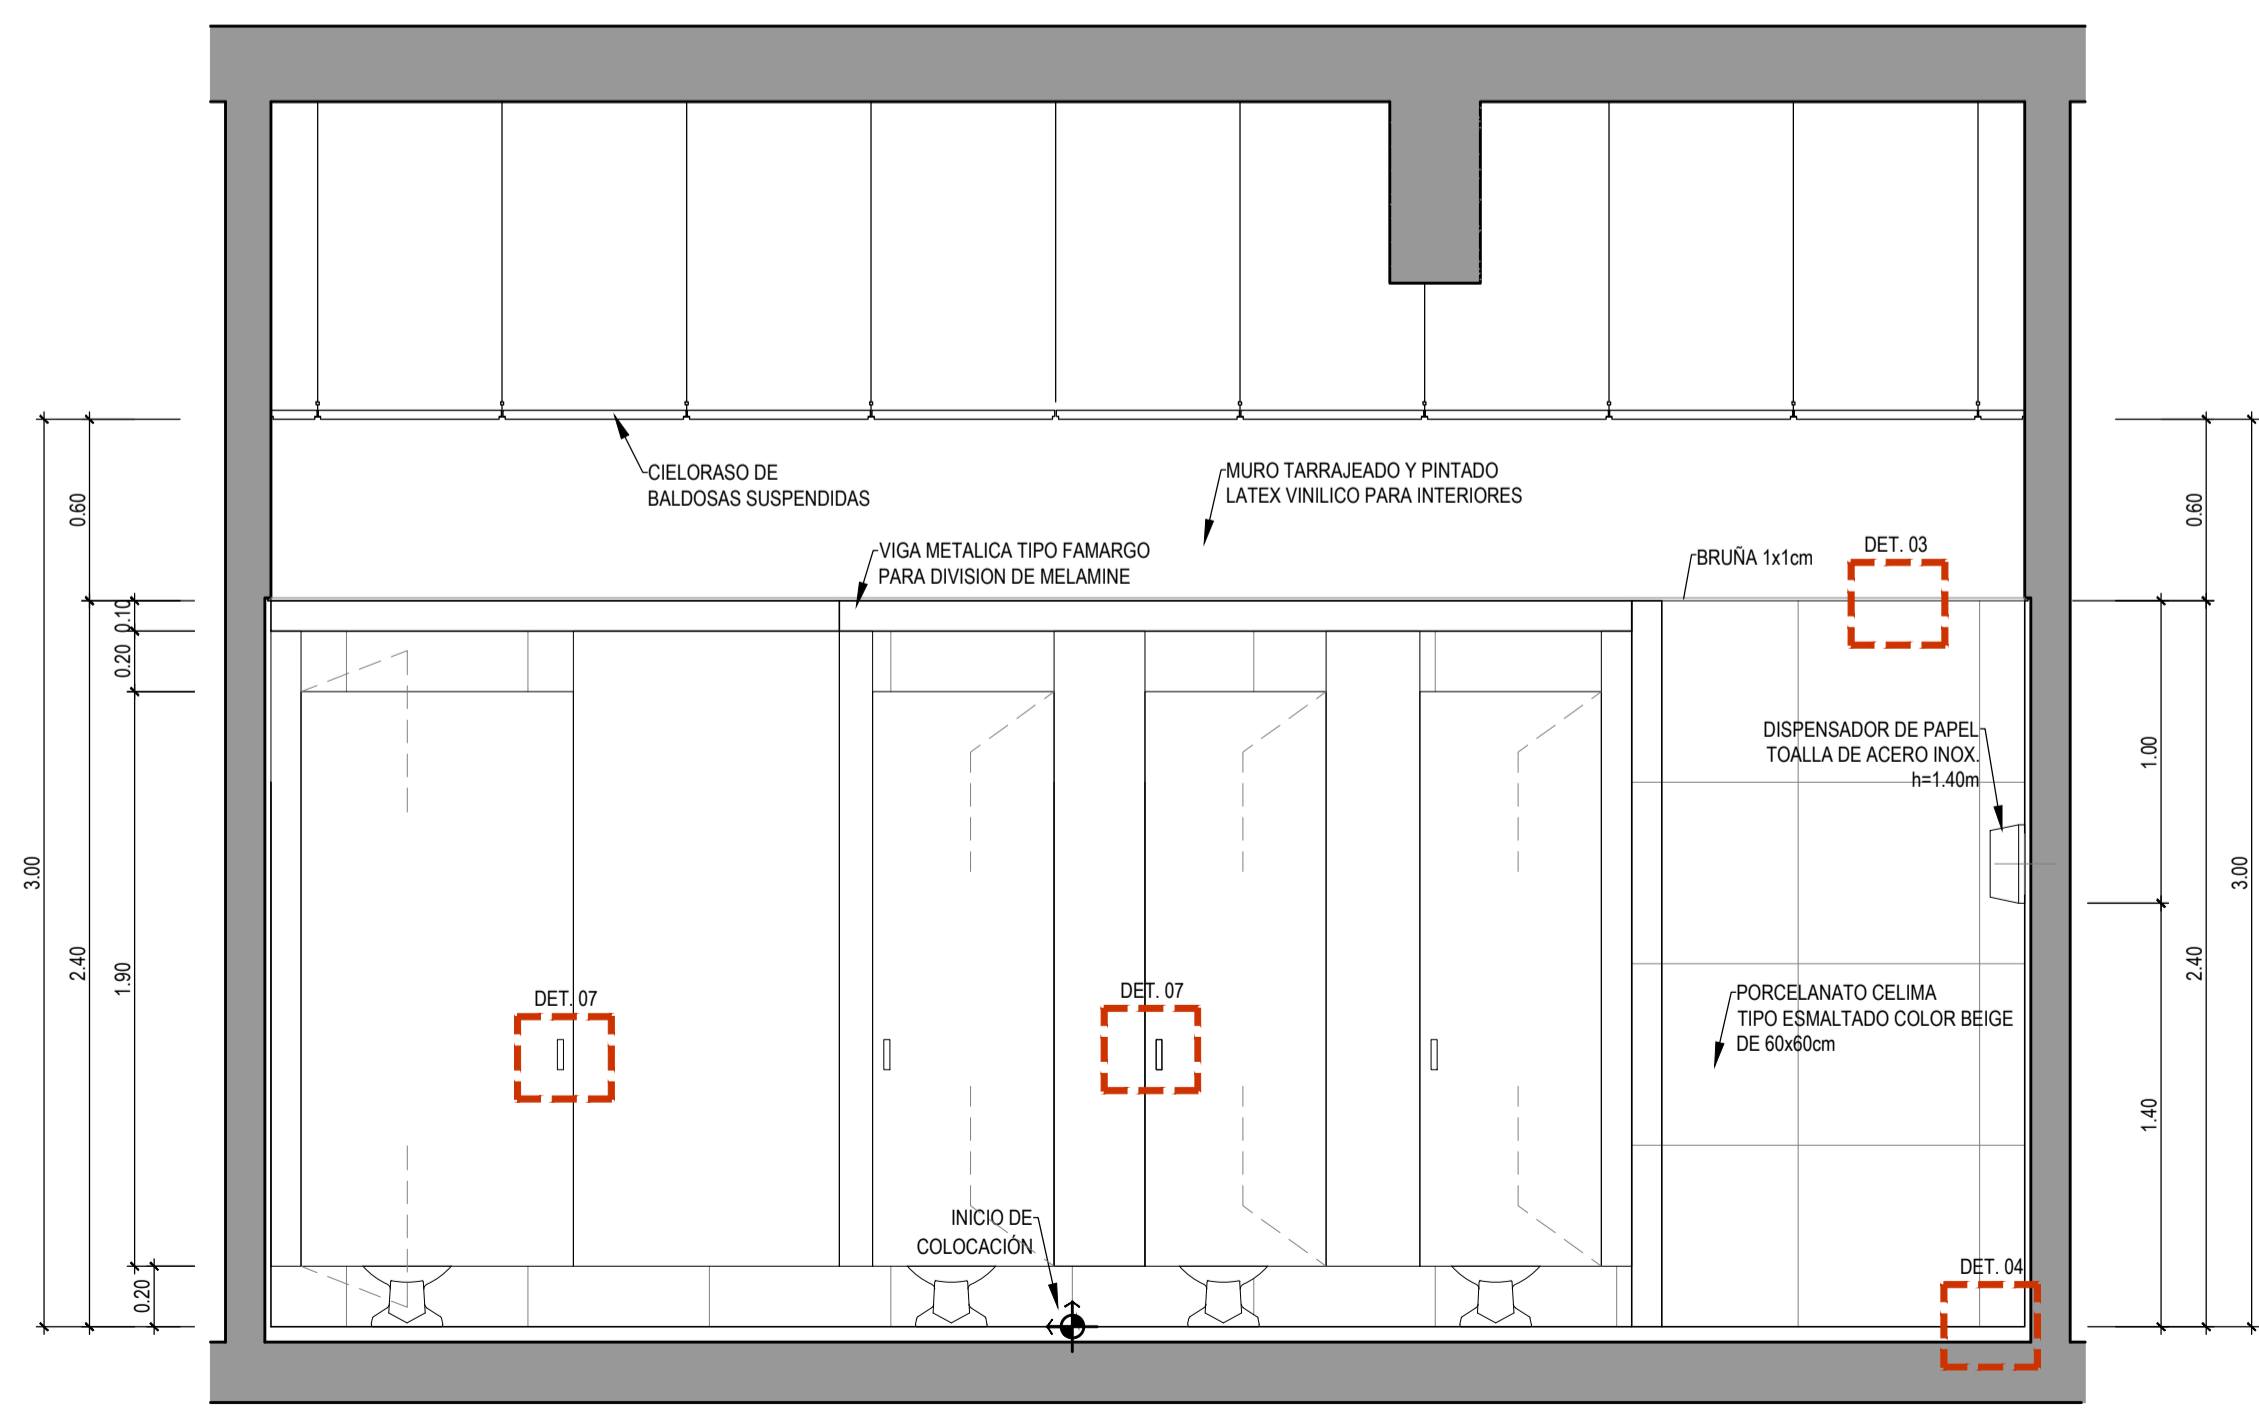 CIELORASO DE
BALDOSAS SUSPENDIDAS
MURO TARRAJEADO Y PINTADO
LATEX VINILICO PARA INTERIORES
VIGA METALICA TIPO FAMARGO
PARA DIVISION DE MELAMINE
BRUÑA 1x1cm
DET. 03
DISPENSADOR DE PAPEL
TOALLA DE ACERO INOX.
h=1.40m
DET. 07
DET. 07
PORCELANATO CELIMA
TIPO ESMALTADO COLOR BEIGE
DE 60x60cm
INICIO DE
COLOCACIÓN
DET. 04
3.00
0.60
2.40
0.10
0.20
1.90
0.20
1.00
1.40
0.60
2.40
3.00